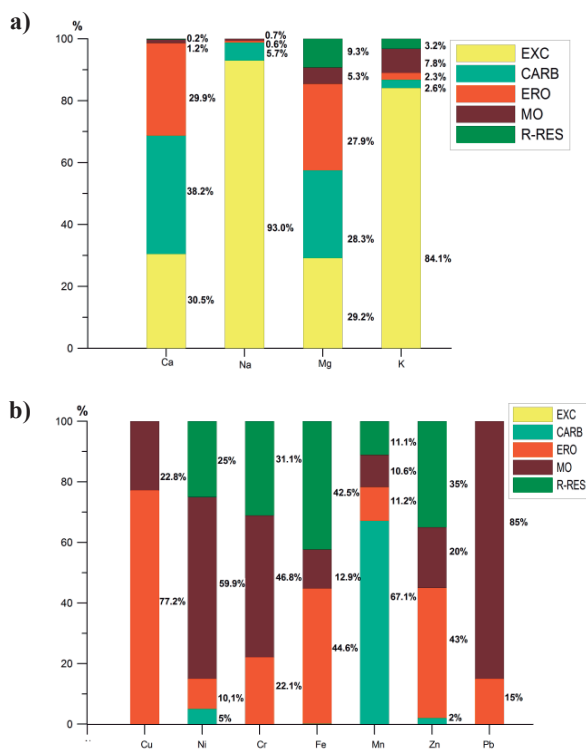 a)
%
100
80
60
40
20
0
0.2%
1.2%
29.9%
38.2%
30.5%
0.7%
0.6%
5.7%
93.0%
9.3%
5.3%
27.9%
28.3%
29.2%
3.2%
7.8%
2.3%
2.6%
84.1%
EXC
CARB
ERO
MO
R-RES
Ca
Na
Mg
K
b)
%
100
80
60
40
20
0
22.8%
77.2%
25%
59.9%
10,1%
5%
31.1%
46.8%
22.1%
42.5%
12.9%
44.6%
11.1%
10.6%
11.2%
67.1%
35%
20%
43%
2%
85%
15%
EXC
CARB
ERO
MO
R-RES
Cu
Ni
Cr
Fe
Mn
Zn
Pb